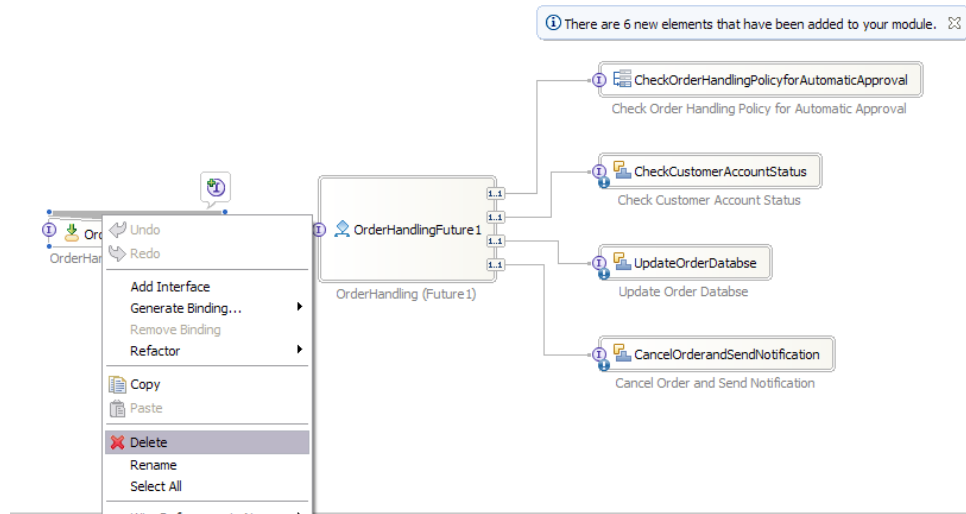 There are 6 new elements that have been added to your module.
CheckOrderHandlingPolicyforAutomaticApproval
Check Order Handling Policy for Automatic Approval
CheckCustomerAccountStatus
Check Customer Account Status
OrderHandlingFuture1
1..1
1..1
1..1
1..1
OrderHandling (Future1)
UpdateOrderDatabse
Update Order Databse
CancelOrderandSendNotification
Cancel Order and Send Notification
Undo
Redo
Add Interface
Generate Binding...
Remove Binding
Refactor
Copy
Paste
Delete
Rename
Select All